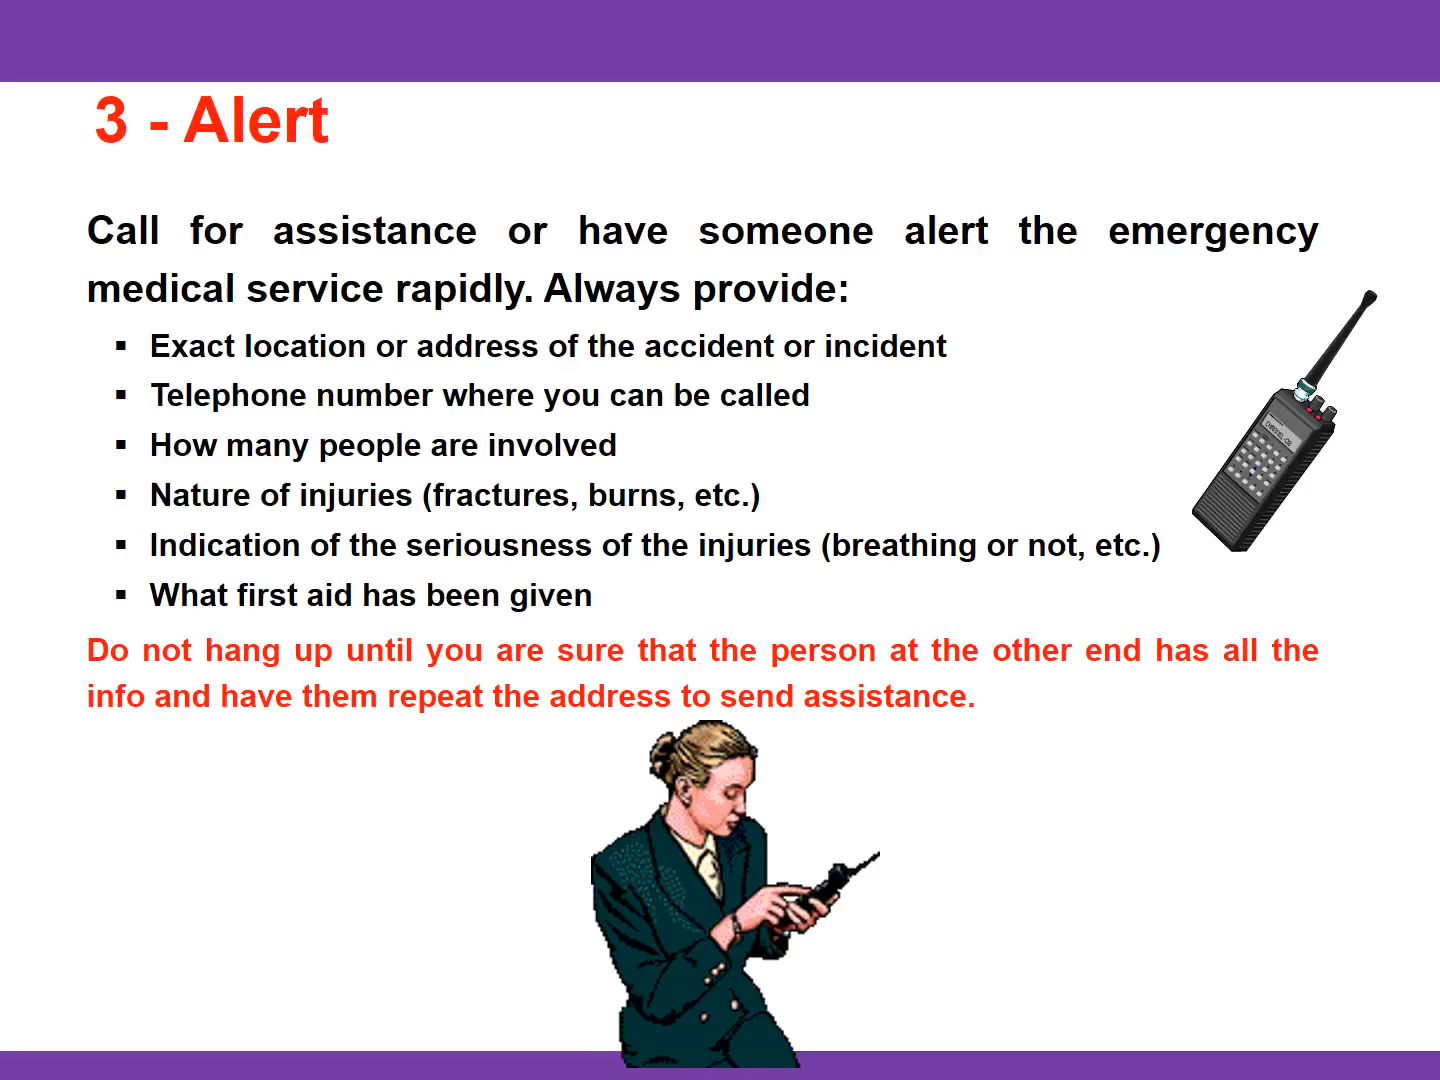 3 - Alert
Call for assistance or have someone alert the emergency
medical service rapidly. Always provide:
▪ Exact location or address of the accident or incident
▪ Telephone number where you can be called
▪ How many people are involved
▪ Nature of injuries (fractures, burns, etc.)
▪ Indication of the seriousness of the injuries (breathing or not, etc.)
▪ What first aid has been given
Do not hang up until you are sure that the person at the other end has all the
info and have them repeat the address to send assistance.